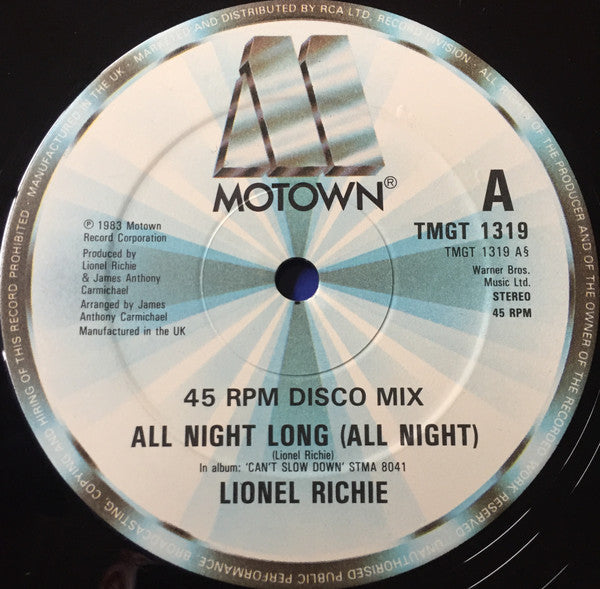 MOTOWN®
A
TMGT 1319
TMGT 1319 A§
Warner Bros.
Music Ltd.
STEREO
45 RPM
℗ 1983 Motown
Record Corporation
Produced by
Lionel Richie
& James Anthony
Carmichael
Arranged by James
Anthony Carmichael
Manufactured in the UK
45 RPM DISCO MIX
ALL NIGHT LONG (ALL NIGHT)
(Lionel Richie)
In album: 'CAN'T SLOW DOWN' STMA 8041
LIONEL RICHIE
MANUFACTURED IN THE UK · MARKETED AND DISTRIBUTED BY RCA LTD. RECORD DIVISION · ALL RIGHTS OF THE PRODUCER AND OF THE OWNER OF THE RECORDED WORK RESERVED · UNAUTHORISED PUBLIC PERFORMANCE, BROADCASTING, COPYING AND HIRING OF THIS RECORD PROHIBITED ·